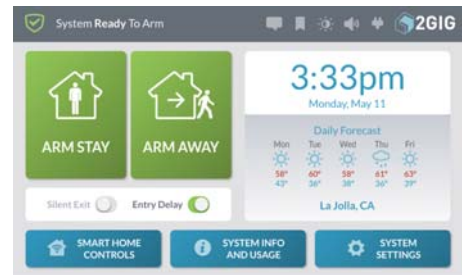 System Ready To Arm
2GIG
ARM STAY
ARM AWAY
3:33pm
Monday, May 11
Daily Forecast
Mon Tue Wed Thu Fri
58° 60° 58° 61° 63°
43° 36° 38° 36° 39°
La Jolla, CA
Silent Exit
Entry Delay
SMART HOME
CONTROLS
SYSTEM INFO
AND USAGE
SYSTEM
SETTINGS